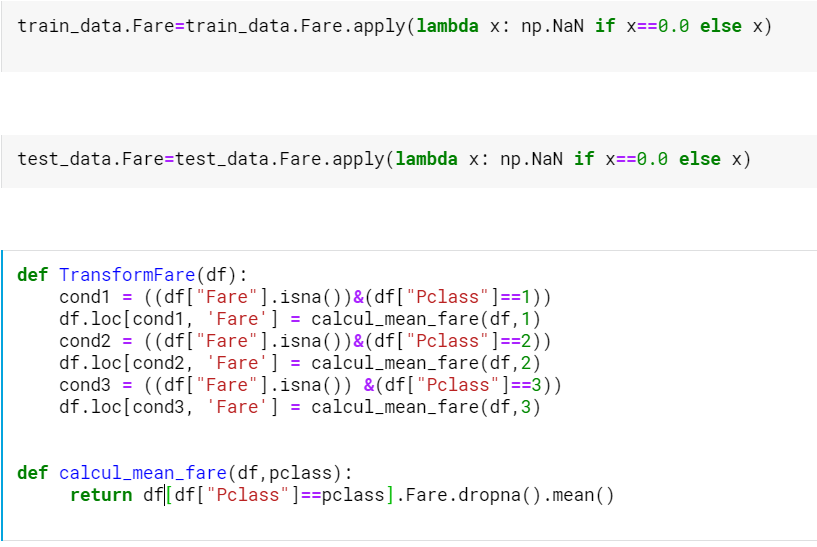 train_data.Fare=train_data.Fare.apply(lambda x: np.NaN if x==0.0 else x)
test_data.Fare=test_data.Fare.apply(lambda x: np.NaN if x==0.0 else x)
def TransformFare(df):
    cond1 = ((df["Fare"].isna())&(df["Pclass"]==1))
    df.loc[cond1, 'Fare'] = calcul_mean_fare(df,1)
    cond2 = ((df["Fare"].isna())&(df["Pclass"]==2))
    df.loc[cond2, 'Fare'] = calcul_mean_fare(df,2)
    cond3 = ((df["Fare"].isna()) &(df["Pclass"]==3))
    df.loc[cond3, 'Fare'] = calcul_mean_fare(df,3)
def calcul_mean_fare(df,pclass):
     return df[df["Pclass"]==pclass].Fare.dropna().mean()